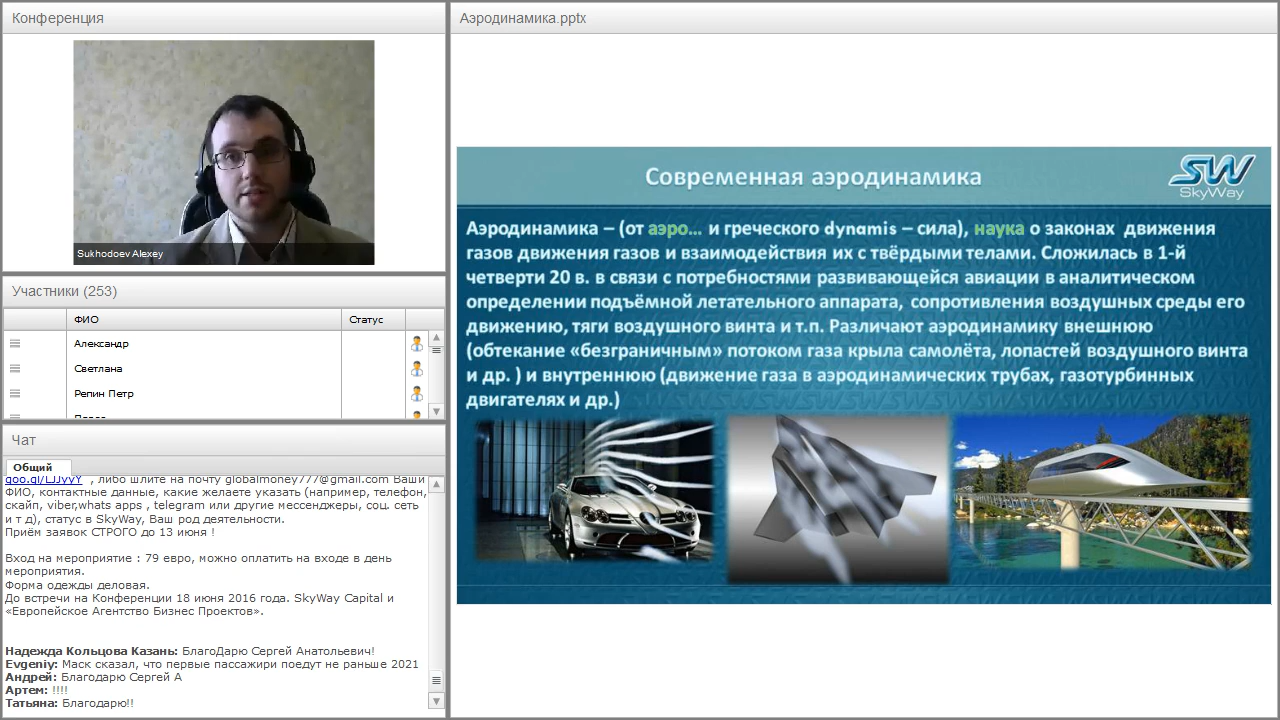 Конференция
Sukhodoev Alexey
Участники (253)
ФИО Статус
Александр
Светлана
Репин Петр
Чат
Общий
goo.gl/LJJvyY , либо шлите на почту globalmoney777@gmail.com Ваши
ФИО, контактные данные, какие желаете указать (например, телефон,
скайп, viber,whats apps , telegram или другие месенжеры, соц. сеть
и т д), статус в SkyWay, Ваш род деятельности.
Приём заявок СТРОГО до 13 июня !
Вход на мероприятие : 79 евро, можно оплатить на входе в день
мероприятия.
Форма одежды деловая.
До встречи на Конференции 18 июня 2016 года. SkyWay Capital и
«Европейское Агентство Бизнес Проектов».
Надежда Кольцова Казань: БлагоДарю Сергей Анатольевич!
Evgeniy: Маск сказал, что первые пассажири поедут не раньше 2021
Андрей: Благодарю Сергей А
Артем: !!!!
Татьяна: Благодарю!!
Аэродинамика.pptx
Современная аэродинамика
SW
SkyWay
Аэродинамика – (от аэро... и греческого dynamis – сила), наука о законах движения
газов движения газов и взаимодействия их с твёрдыми телами. Сложилась в 1-й
четверти 20 в. в связи с потребностями развивающейся авиации в аналитическом
определении подъёмной летательного аппарата, сопротивления воздушных среды его
движению, тяги воздушного винта и т.п. Различают аэродинамику внешнюю
(обтекание «безграничным» потоком газа крыла самолёта, лопастей воздушного винта
и др. ) и внутреннюю (движение газа в аэродинамических трубах, газотурбинных
двигателях и др.)